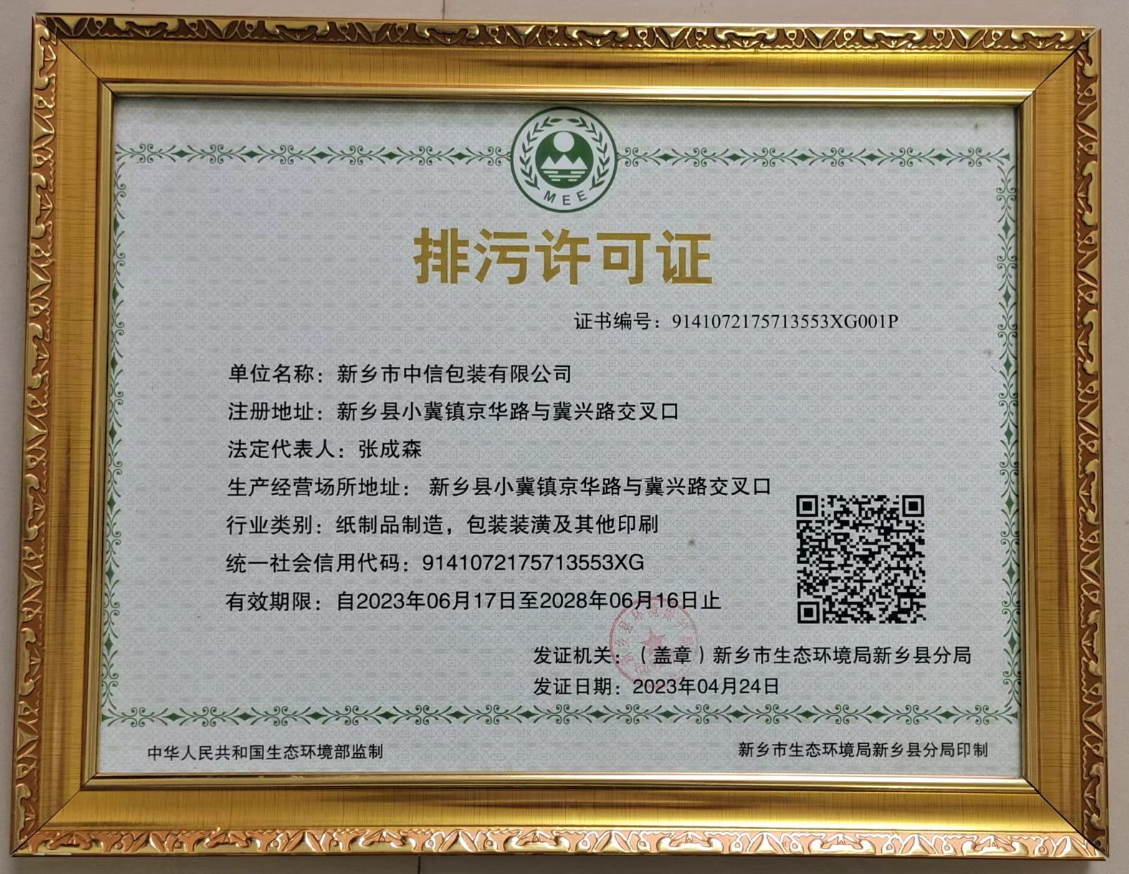 MEE
排污许可证
证书编号：9141072175713553XG001P
单位名称：新乡市中信包装有限公司
注册地址：新乡县小冀镇京华路与冀兴路交叉口
法定代表人：张成森
生产经营场所地址： 新乡县小冀镇京华路与冀兴路交叉口
行业类别：纸制品制造，包装装潢及其他印刷
统一社会信用代码：9141072175713553XG
有效期限：自2023年06月17日至2028年06月16日止
发证机关：（盖章）新乡市生态环境局新乡县分局
发证日期：2023年04月24日
中华人民共和国生态环境部监制
新乡市生态环境局新乡县分局印制